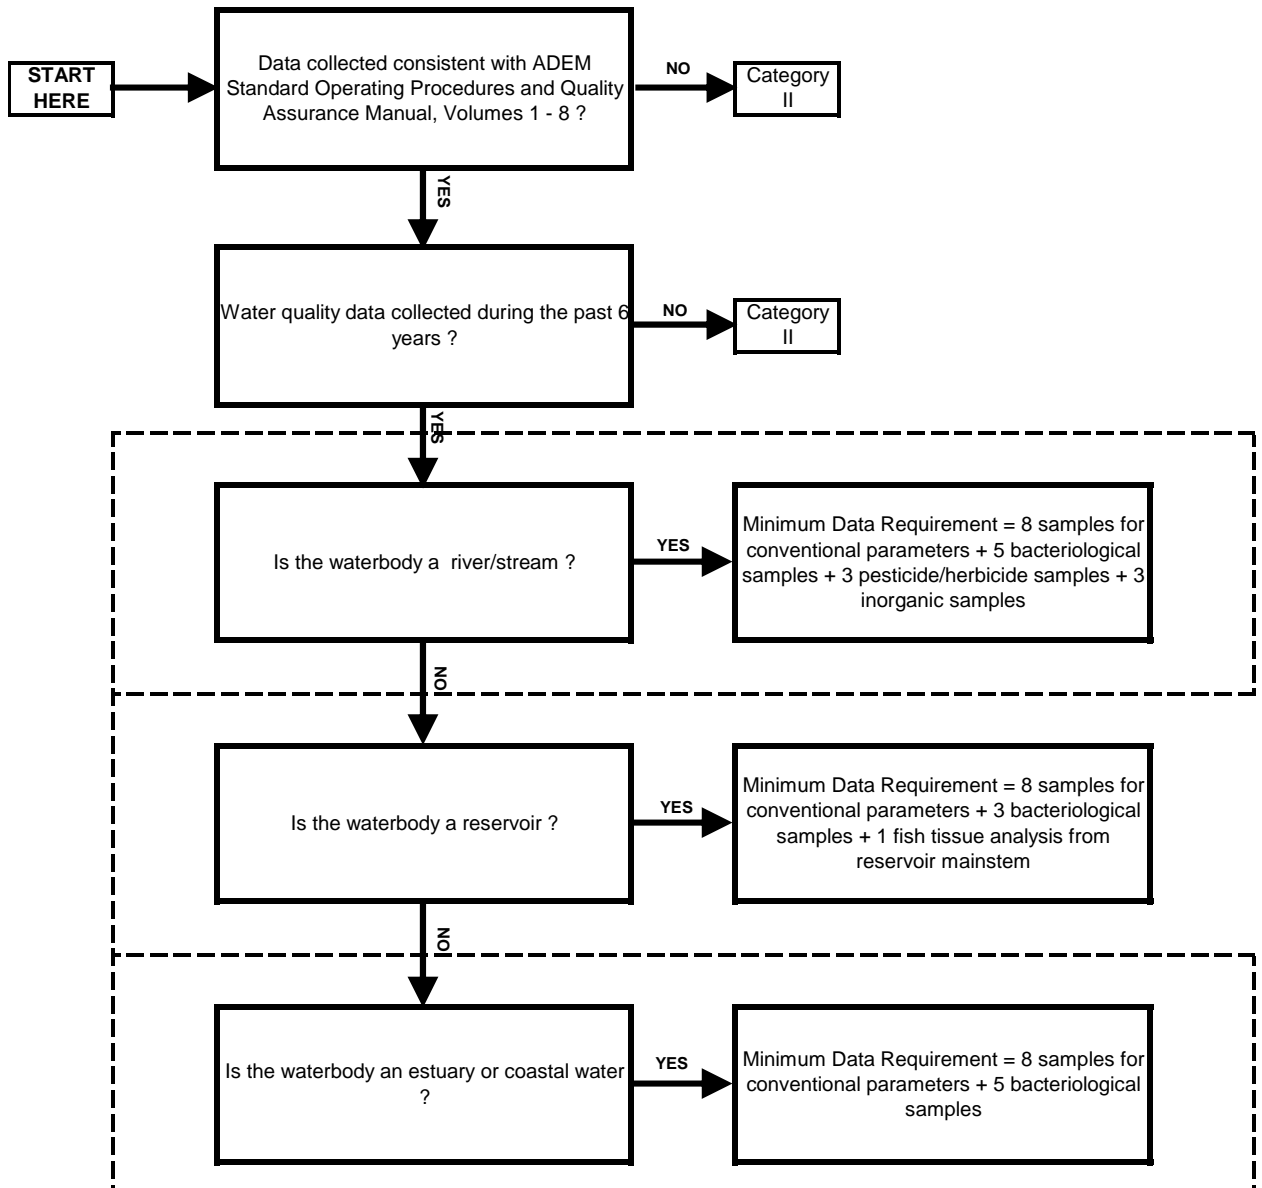 START
HERE
Data collected consistent with ADEM
Standard Operating Procedures and Quality
Assurance Manual, Volumes 1 - 8 ?
NO
Category
II
YES
Water quality data collected during the past 6
years ?
NO
Category
II
YES
Is the waterbody a river/stream ?
YES
Minimum Data Requirement = 8 samples for
conventional parameters + 5 bacteriological
samples + 3 pesticide/herbicide samples + 3
inorganic samples
NO
Is the waterbody a reservoir ?
YES
Minimum Data Requirement = 8 samples for
conventional parameters + 3 bacteriological
samples + 1 fish tissue analysis from
reservoir mainstem
NO
Is the waterbody an estuary or coastal water
?
YES
Minimum Data Requirement = 8 samples for
conventional parameters + 5 bacteriological
samples